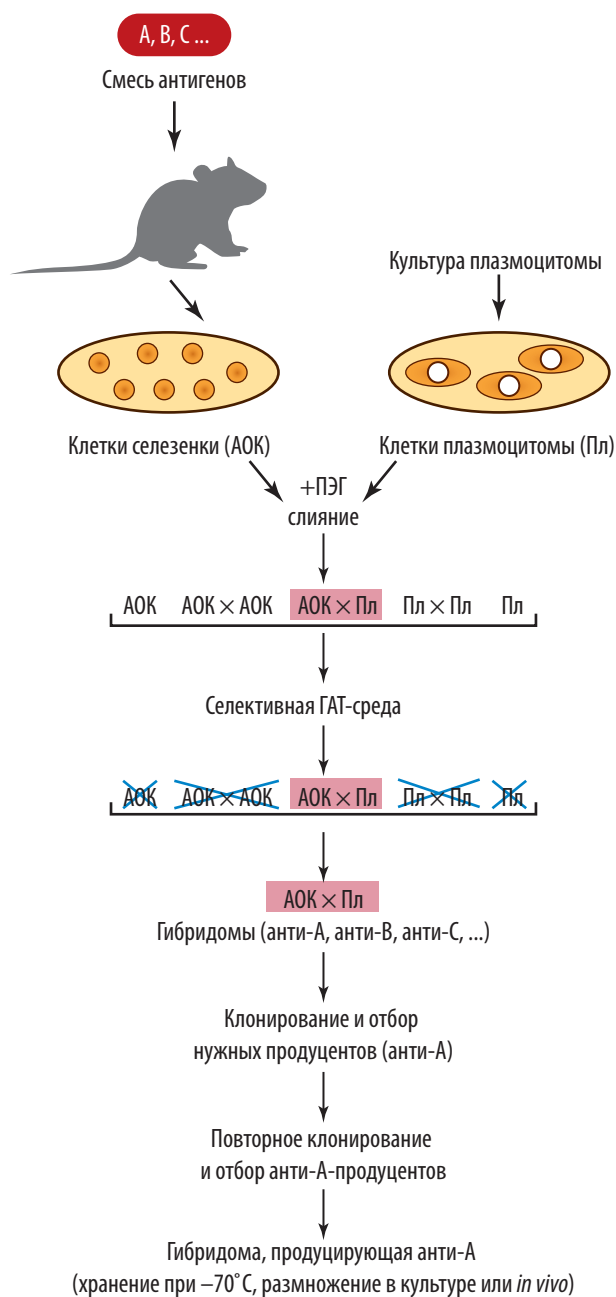 А, В, С ...
Смесь антигенов
Культура плазмоцитомы
Клетки селезенки (АОК)
Клетки плазмоцитомы (Пл)
+ПЭГ
слияние
АОК АОК × АОК АОК × Пл Пл × Пл Пл
Селективная ГАТ-среда
АОК АОК × АОК АОК × Пл Пл × Пл Пл
АОК × Пл
Гибридомы (анти-А, анти-В, анти-С, ...)
Клонирование и отбор
нужных продуцентов (анти-А)
Повторное клонирование
и отбор анти-А-продуцентов
Гибридома, продуцирующая анти-А
(хранение при –70˚С, размножение в культуре или in vivo)